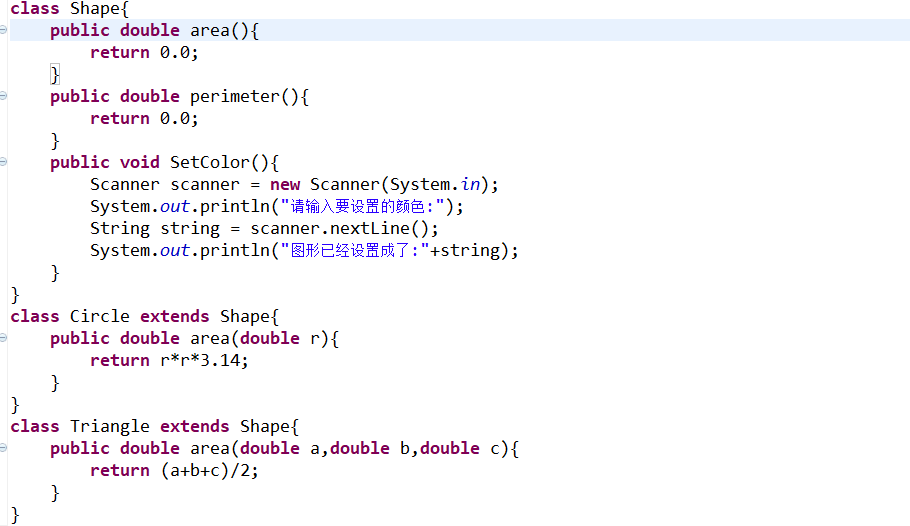 class Shape{
    public double area(){
        return 0.0;
    }
    public double perimeter(){
        return 0.0;
    }
    public void SetColor(){
        Scanner scanner = new Scanner(System.in);
        System.out.println("请输入要设置的颜色:");
        String string = scanner.nextLine();
        System.out.println("图形已经设置成了:"+string);
    }
}
class Circle extends Shape{
    public double area(double r){
        return r*r*3.14;
    }
}
class Triangle extends Shape{
    public double area(double a,double b,double c){
        return (a+b+c)/2;
    }
}